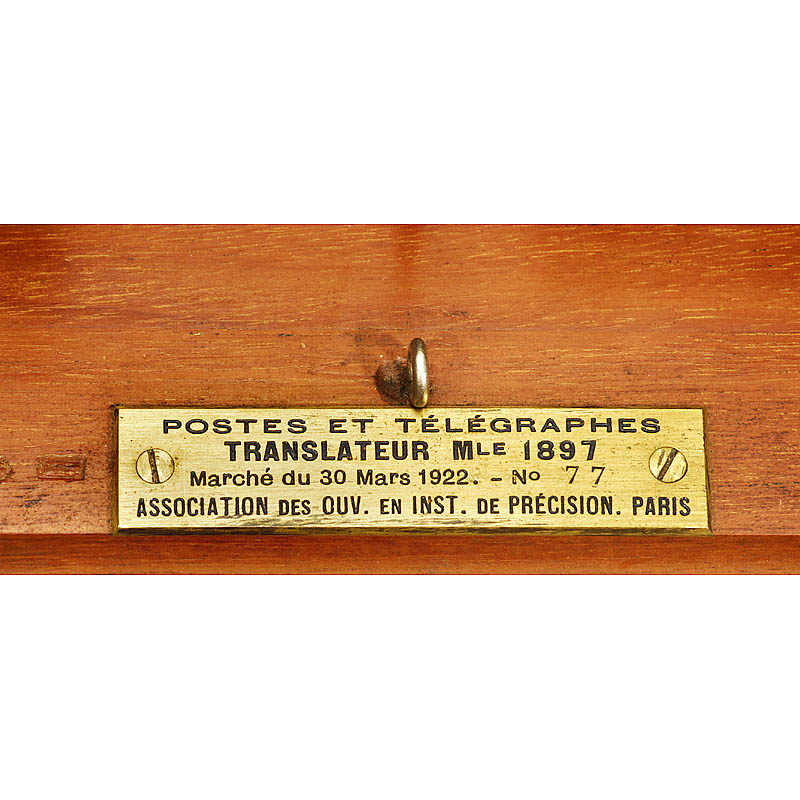 POSTES ET TÉLÉGRAPHES
TRANSLATEUR MLE 1897
Marché du 30 Mars 1922. - No 77
ASSOCIATION DES OUV. EN INST. DE PRÉCISION. PARIS